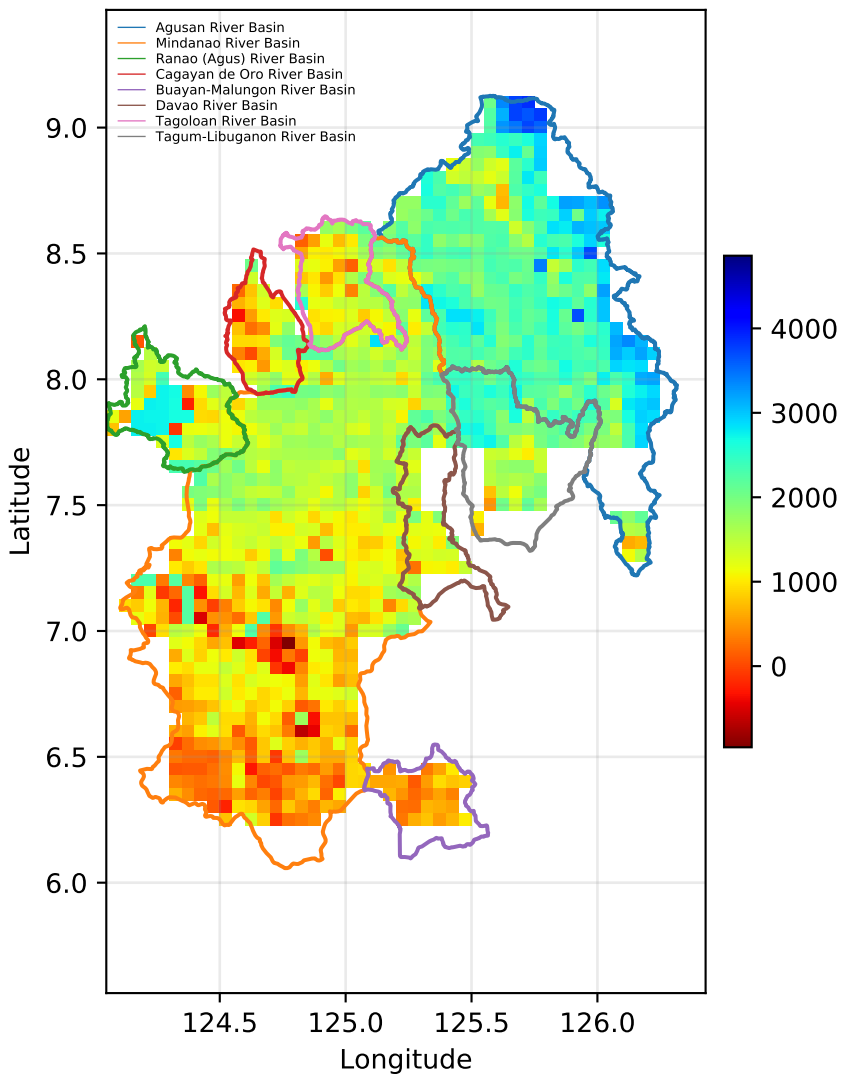 Agusan River Basin
Mindanao River Basin
Ranao (Agus) River Basin
Cagayan de Oro River Basin
Buayan-Malungon River Basin
Davao River Basin
Tagoloan River Basin
Tagum-Libuganon River Basin
9.0
8.5
8.0
7.5
7.0
6.5
6.0
Latitude
124.5 125.0 125.5 126.0
Longitude
4000
3000
2000
1000
0